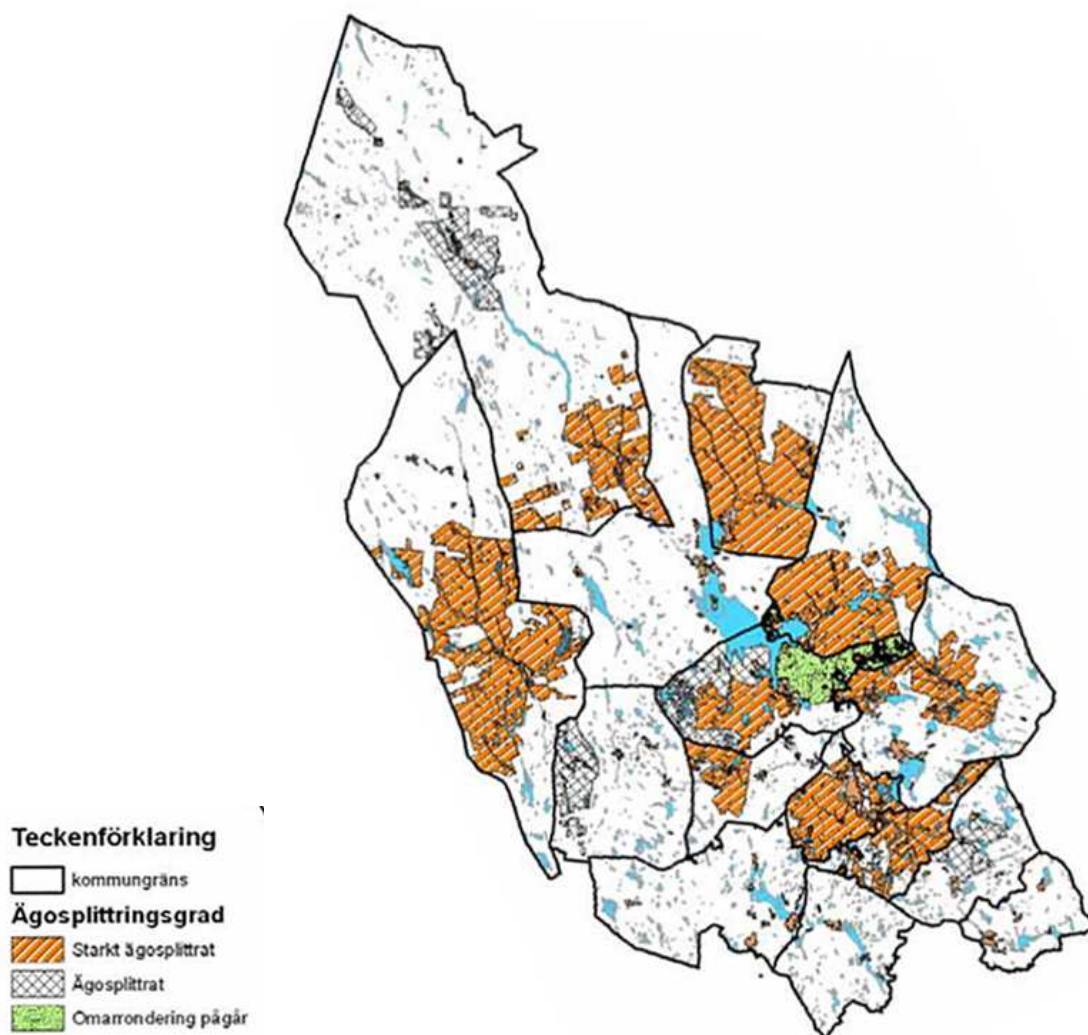 Teckenförklaring
kommungräns
Ägosplittringsgrad
Starkt ägosplittrat
Ägosplittrat
Omarrondering pågår